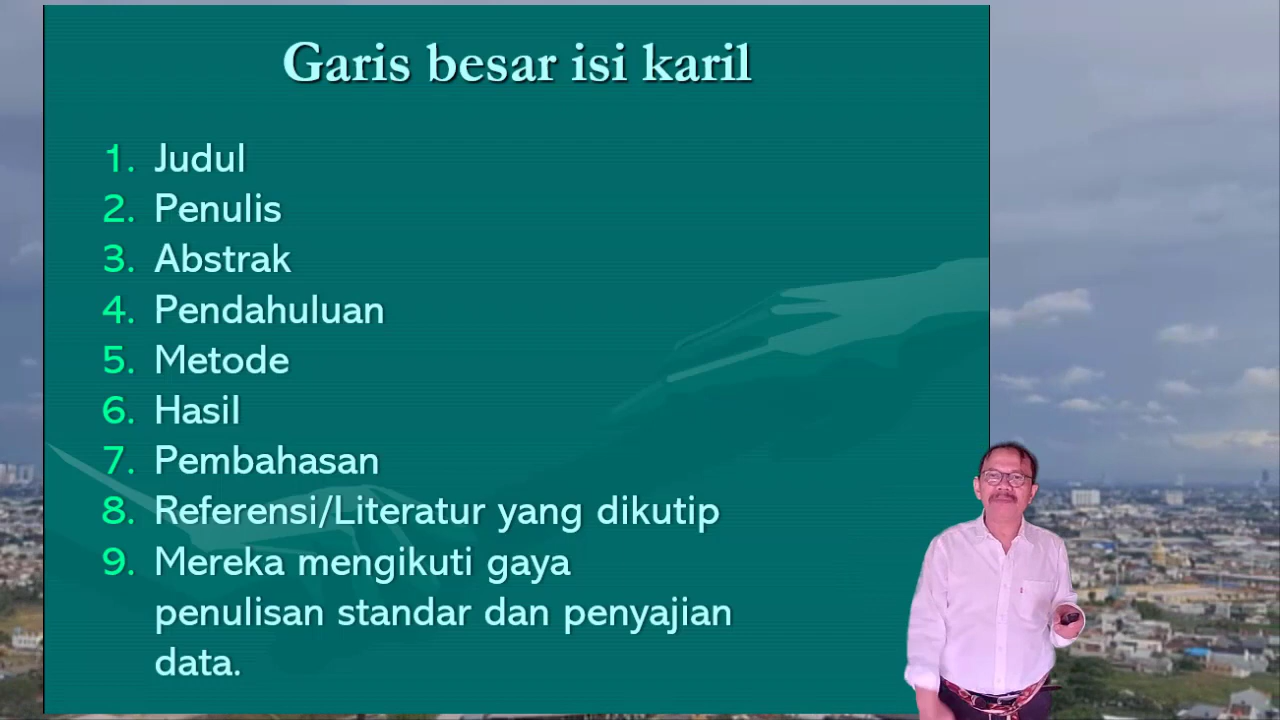 Garis besar isi karil
1. Judul
2. Penulis
3. Abstrak
4. Pendahuluan
5. Metode
6. Hasil
7. Pembahasan
8. Referensi/Literatur yang dikutip
9. Mereka mengikuti gaya
penulisan standar dan penyajian
data.